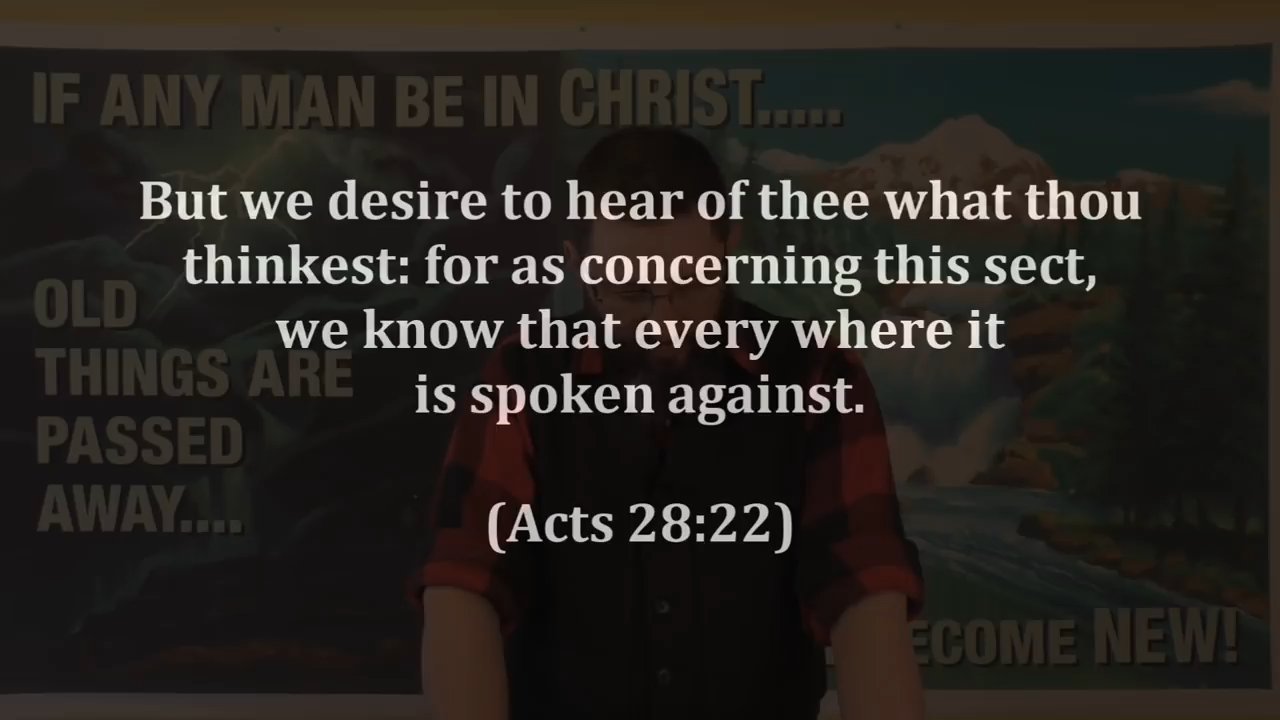 IF ANY MAN BE IN CHRIST.....
But we desire to hear of thee what thou
thinkest: for as concerning this sect,
we know that every where it
is spoken against.
(Acts 28:22)
OLD
THINGS ARE
PASSED
AWAY....
ECOME NEW!